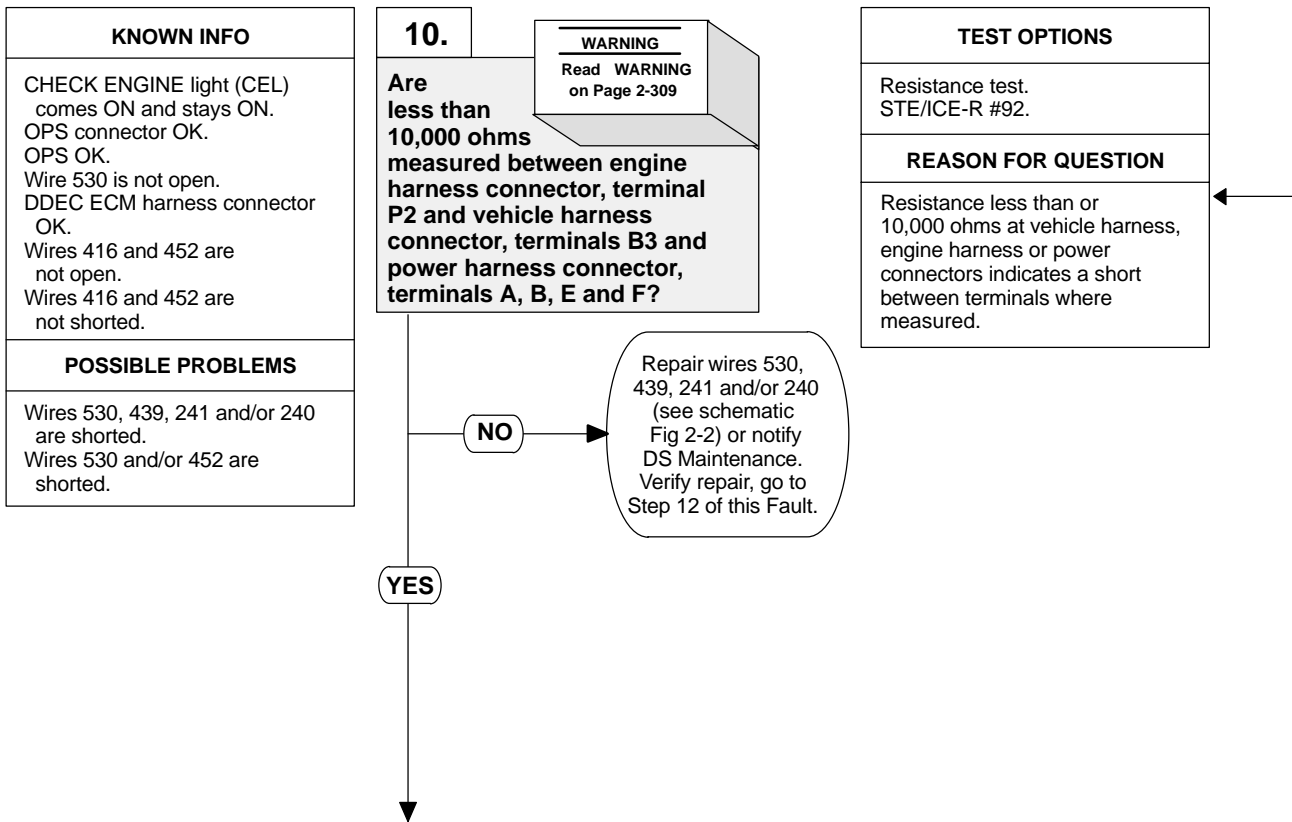 KNOWN INFO
CHECK ENGINE light (CEL)
comes ON and stays ON.
OPS connector OK.
OPS OK.
Wire 530 is not open.
DDEC ECM harness connector
OK.
Wires 416 and 452 are
not open.
Wires 416 and 452 are
not shorted.
POSSIBLE PROBLEMS
Wires 530, 439, 241 and/or 240
are shorted.
Wires 530 and/or 452 are
shorted.
10.
WARNING
Read WARNING
on Page 2-309
Are
less than
10,000 ohms
measured between engine
harness connector, terminal
P2 and vehicle harness
connector, terminals B3 and
power harness connector,
terminals A, B, E and F?
TEST OPTIONS
Resistance test.
STE/ICE-R #92.
REASON FOR QUESTION
Resistance less than or
10,000 ohms at vehicle harness,
engine harness or power
connectors indicates a short
between terminals where
measured.
NO
Repair wires 530,
439, 241 and/or 240
(see schematic
Fig 2-2) or notify
DS Maintenance.
Verify repair, go to
Step 12 of this Fault.
YES